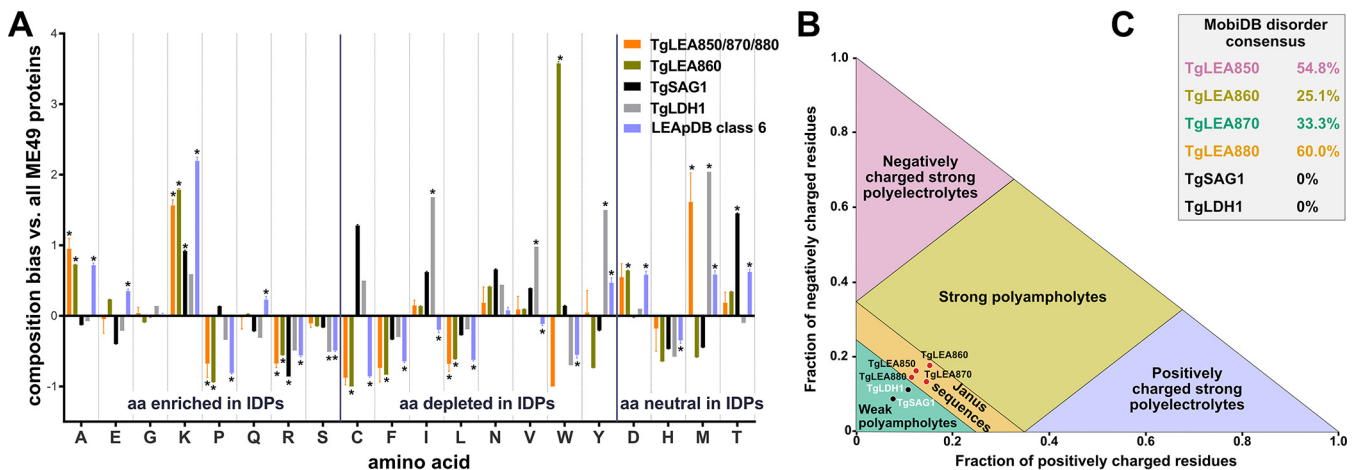 A
composition bias vs. all ME49 proteins
4
3
2
1
0
-1
TgLEA850/870/880
TgLEA860
TgSAG1
TgLDH1
LEApDB class 6
* * * * * * * * * * * * * * * * * * * * * * * * * * * * * * * * * * * * * * * *
aa enriched in IDPs
aa depleted in IDPs
aa neutral in IDPs
A E G K P Q R S C F I L N V W Y D H M T
amino acid
B
Fraction of negatively charged residues
1.0
0.8
0.6
0.4
0.2
0
Negatively
charged strong
polyelectrolytes
Strong polyampholytes
Positively
charged strong
polyelectrolytes
Janus
sequences
Weak
polyampholytes
TgLEA850
TgLEA860
TgLEA880
TgLEA870
TgLDH1
TgSAG1
0 0.2 0.4 0.6 0.8 1.0
Fraction of positively charged residues
C
MobiDB disorder
consensus
TgLEA850 54.8%
TgLEA860 25.1%
TgLEA870 33.3%
TgLEA880 60.0%
TgSAG1 0%
TgLDH1 0%